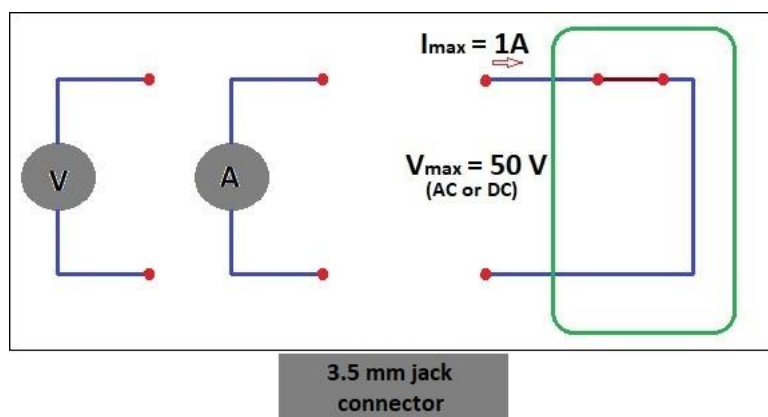 Imax = 1A
V
A
Vmax = 50 V
(AC or DC)
3.5 mm jack
connector